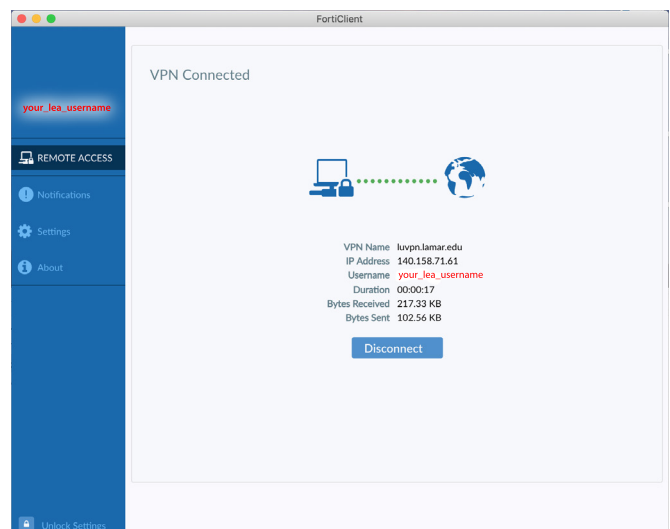 FortiClient
your_lea_username
REMOTE ACCESS
Notifications
Settings
About
Unlock Settings
VPN Connected
VPN Name luvpn.lamar.edu
IP Address 140.158.71.61
Username your_lea_username
Duration 00:00:17
Bytes Received 217.33 KB
Bytes Sent 102.56 KB
Disconnect